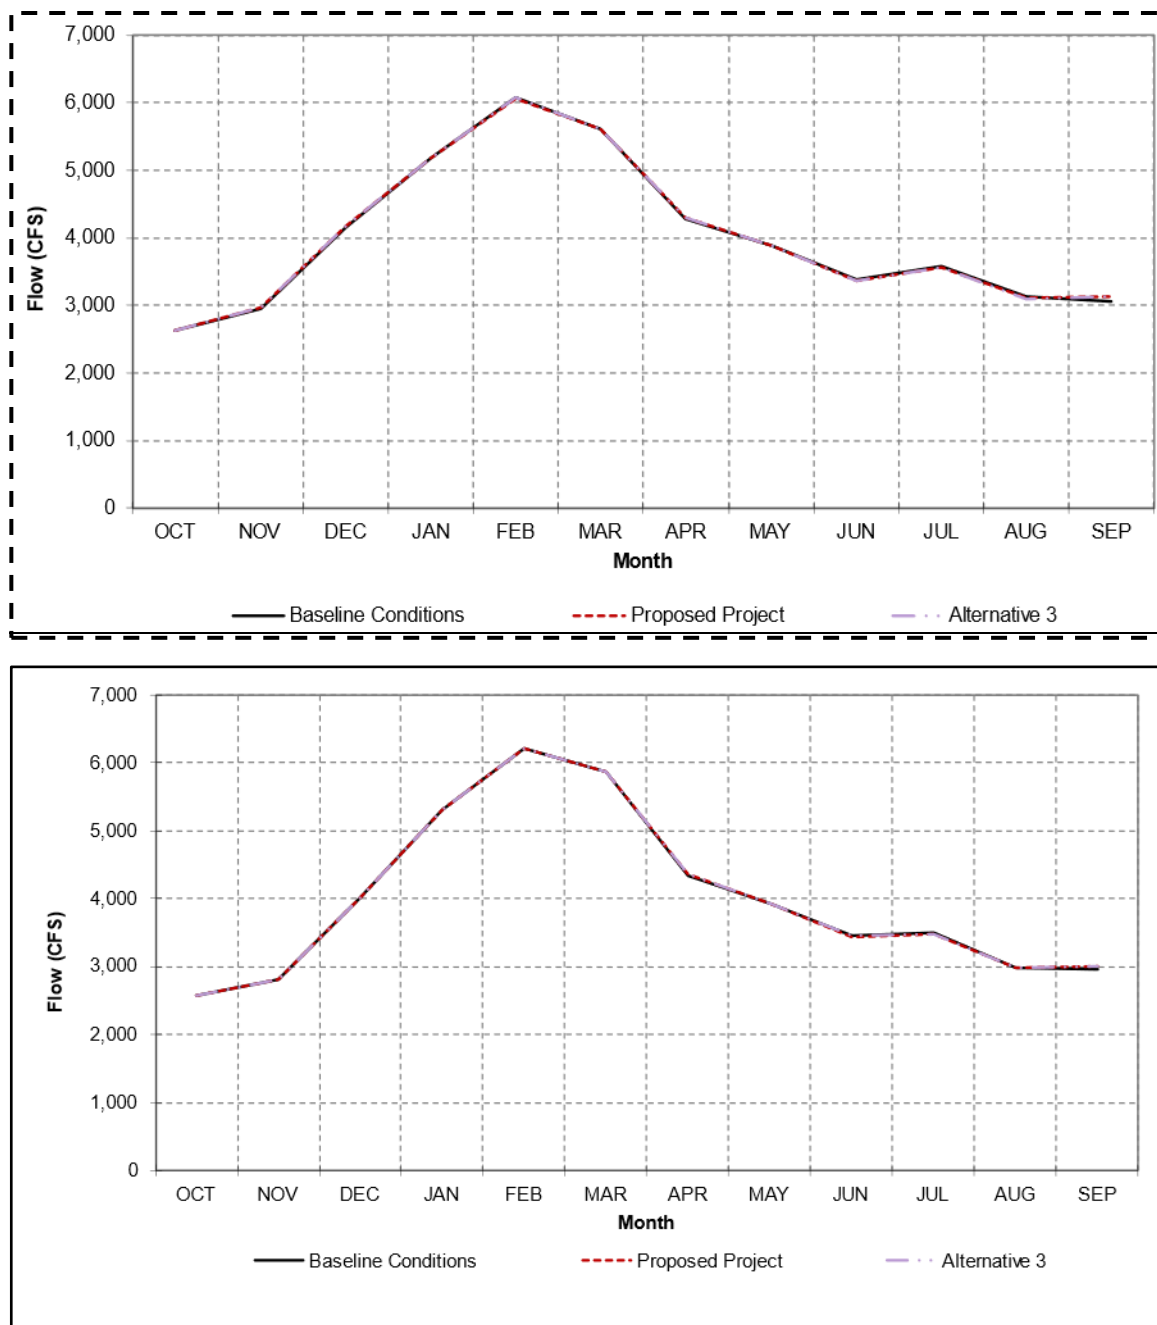 7,000
6,000
5,000
4,000
3,000
2,000
1,000
0
Flow (CFS)
OCT NOV DEC JAN FEB MAR APR MAY JUN JUL AUG SEP
Month
Baseline Conditions Proposed Project Alternative 3
7,000
6,000
5,000
4,000
3,000
2,000
1,000
0
Flow (CFS)
OCT NOV DEC JAN FEB MAR APR MAY JUN JUL AUG SEP
Month
Baseline Conditions Proposed Project Alternative 3